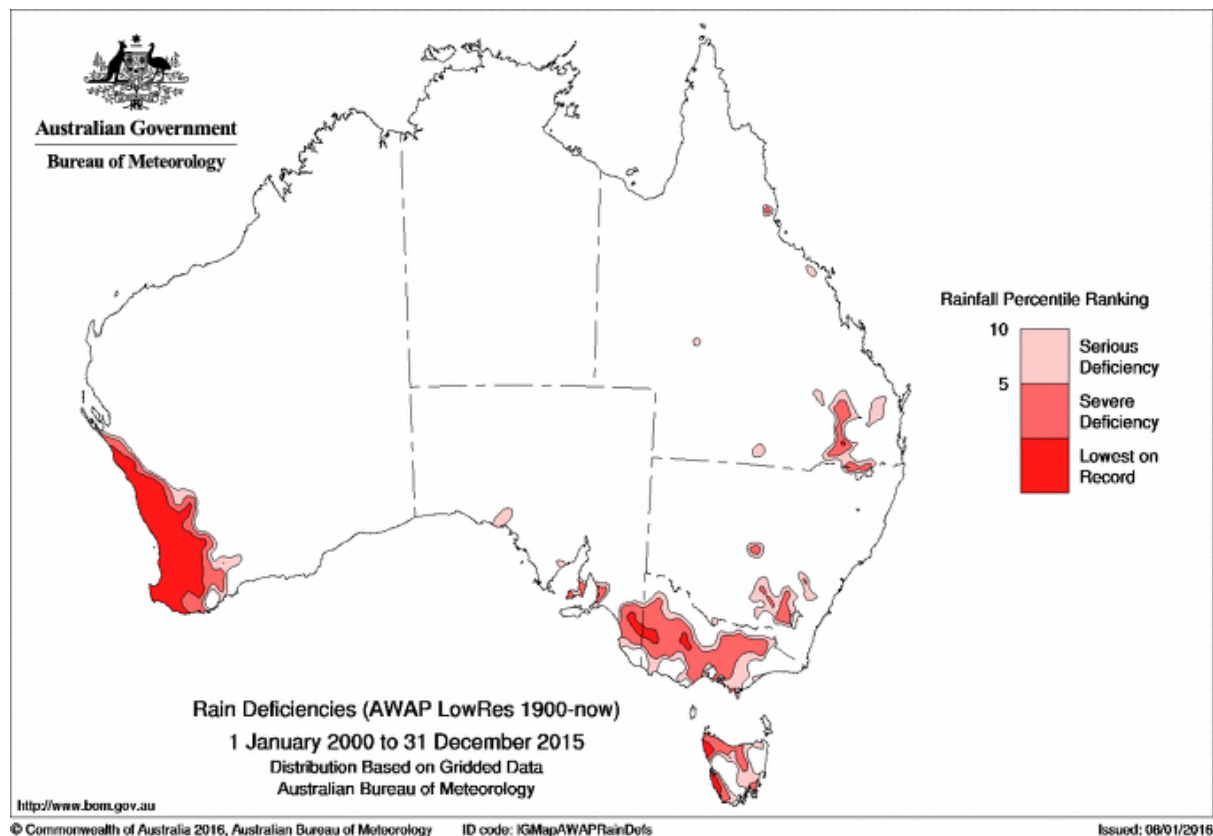 Australian Government
Bureau of Meteorology
Rainfall Percentile Ranking
10
Serious
Deficiency
5
Severe
Deficiency
Lowest on
Record
Rain Deficiencies (AWAP LowRes 1900-now)
1 January 2000 to 31 December 2015
Distribution Based on Gridded Data
Australian Bureau of Meteorology
http://www.bom.gov.au
© Commonwealth of Australia 2016, Australian Bureau of Meteorology ID code: IGMapAWAPRainDefs Issued: 08/01/2016